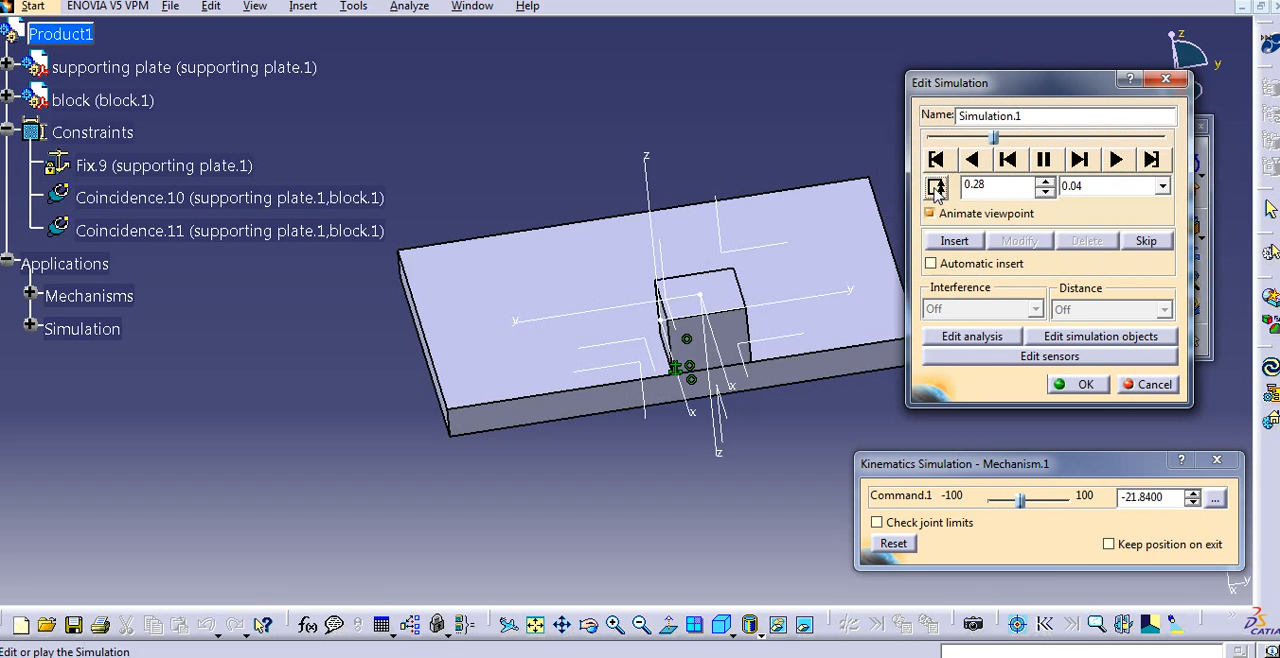 Start ENOVIA V5 VPM File Edit View Insert Tools Analyze Window Help
Product1
supporting plate (supporting plate.1)
block (block.1)
Constraints
Fix.9 (supporting plate.1)
Coincidence.10 (supporting plate.1,block.1)
Coincidence.11 (supporting plate.1,block.1)
Applications
Mechanisms
Simulation
z
y
z
y
y
x
x
z
Edit Simulation
Name: Simulation.1
0.28 0.04
Animate viewpoint
Insert Modify Delete Skip
Automatic insert
Interference Distance
Off Off
Edit analysis Edit simulation objects
Edit sensors
OK Cancel
Kinematics Simulation - Mechanism.1
Command.1 -100 100 -21.8400 ...
Check joint limits
Reset Keep position on exit
f(x)
x
y
CATIA
Edit or play the Simulation